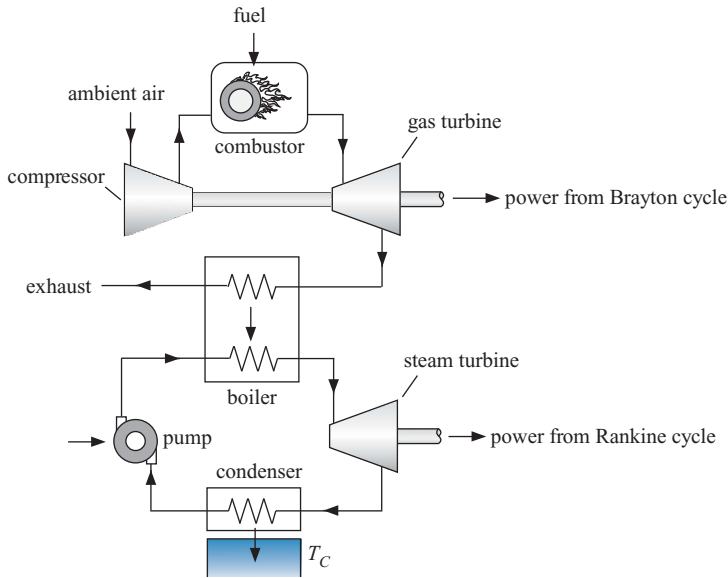 fuel
ambient air
gas turbine
combustor
compressor
power from Brayton cycle
exhaust
steam turbine
boiler
pump
power from Rankine cycle
condenser
T_C